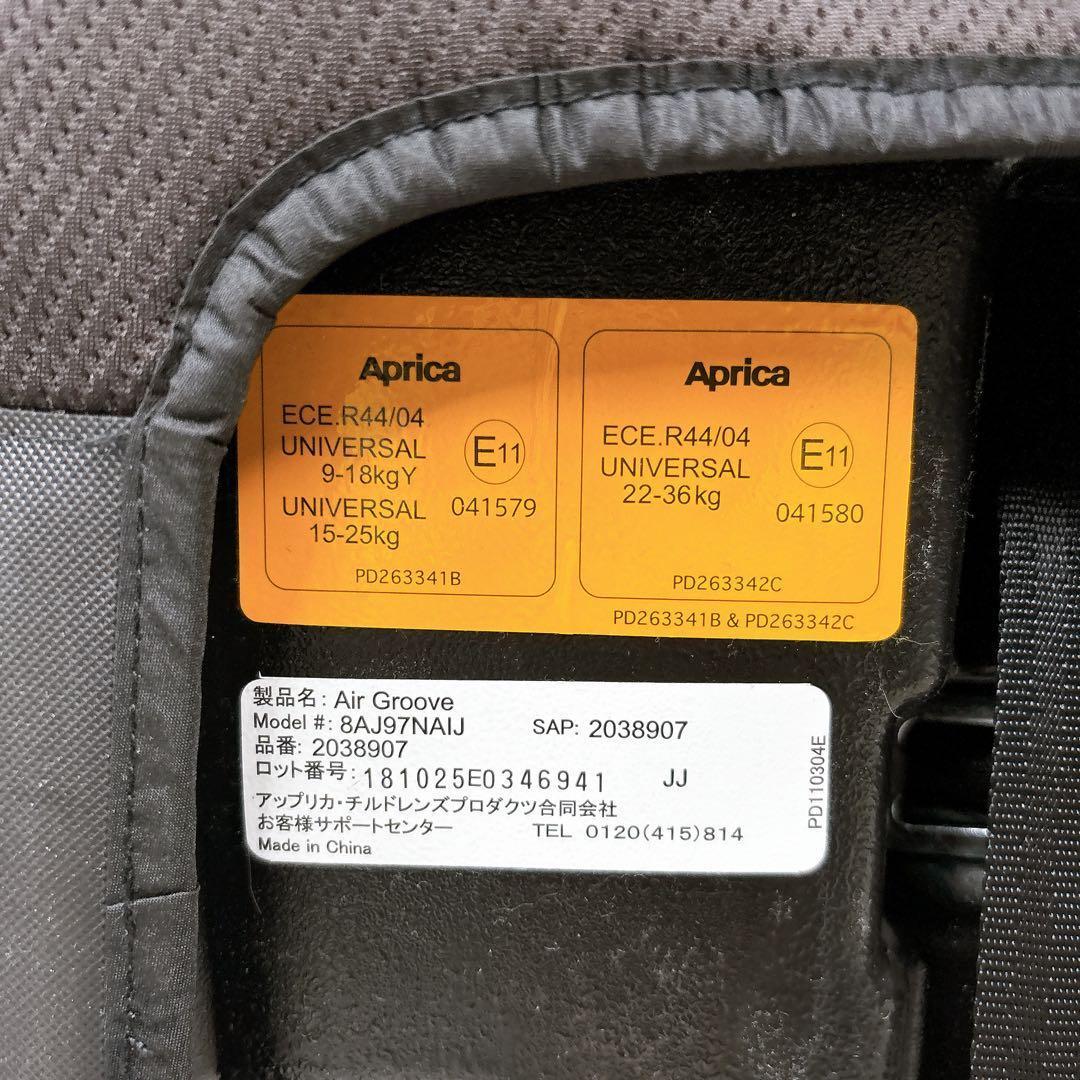 Aprica
ECE.R44/04
UNIVERSAL
9-18kgY
UNIVERSAL
15-25kg
E11
041579
PD263341B
Aprica
ECE.R44/04
UNIVERSAL
22-36kg
E11
041580
PD263342C
PD263341B & PD263342C
製品名: Air Groove
Model #: 8AJ97NAIJ SAP: 2038907
品番: 2038907
ロット番号: 181025E0346941 JJ
アップリカ・チルドレンズプロダクツ合同会社
お客様サポートセンター TEL 0120(415)814
Made in China
PD110304E